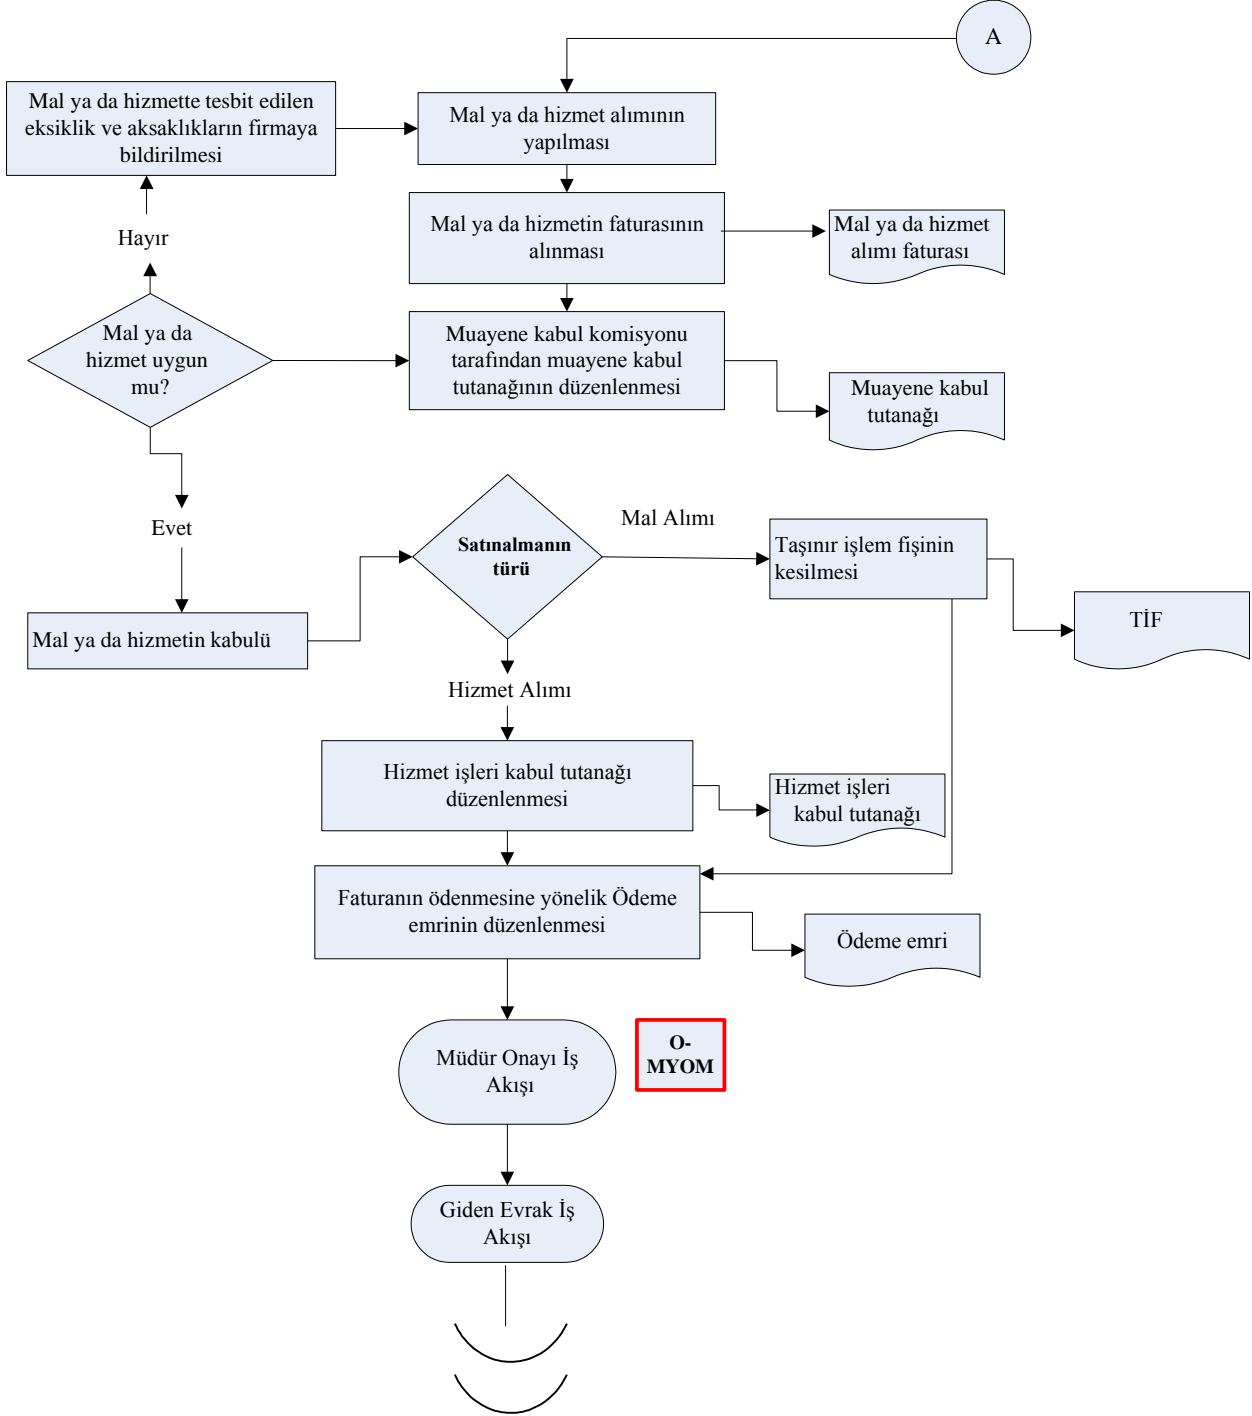 A
Mal ya da hizmette tesbit edilen
eksiklik ve aksaklıkların firmaya
bildirilmesi
Mal ya da hizmet alımının
yapılması
Hayır
Mal ya da hizmetin faturasının
alınması
Mal ya da hizmet
alımı faturası
Mal ya da
hizmet uygun
mu?
Muayene kabul komisyonu
tarafından muayene kabul
tutanağının düzenlenmesi
Muayene kabul
tutanağı
Evet
Mal ya da hizmetin kabulü
Satınalmanın
türü
Mal Alımı
Taşınır işlem fişinin
kesilmesi
TİF
Hizmet Alımı
Hizmet işleri kabul tutanağı
düzenlenmesi
Hizmet işleri
kabul tutanağı
Faturanın ödenmesine yönelik Ödeme
emrinin düzenlenmesi
Ödeme emri
Müdür Onayı İş
Akışı
O-
MYOM
Giden Evrak İş
Akışı